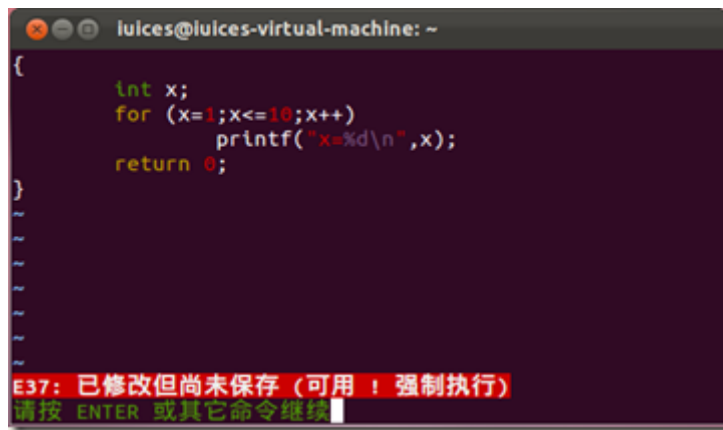 iuices@iuices-virtual-machine: ~
{
        int x;
        for (x=1;x<=10;x++)
                printf("x=%d\n",x);
        return 0;
}
~
~
~
~
~
~
~
E37: 已修改但尚未保存 (可用 ! 强制执行)
请按 ENTER 或其它命令继续